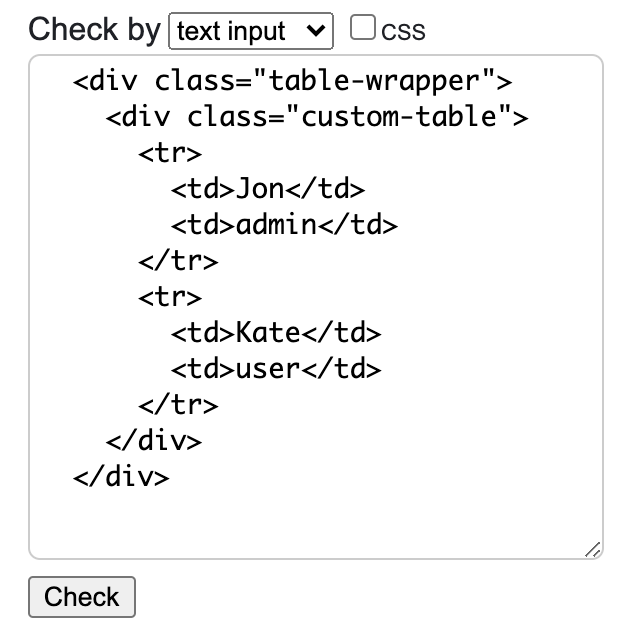 Check by text input css
<div class="table-wrapper">
<div class="custom-table">
<tr>
<td>Jon</td>
<td>admin</td>
</tr>
<tr>
<td>Kate</td>
<td>user</td>
</tr>
</div>
</div>
Check